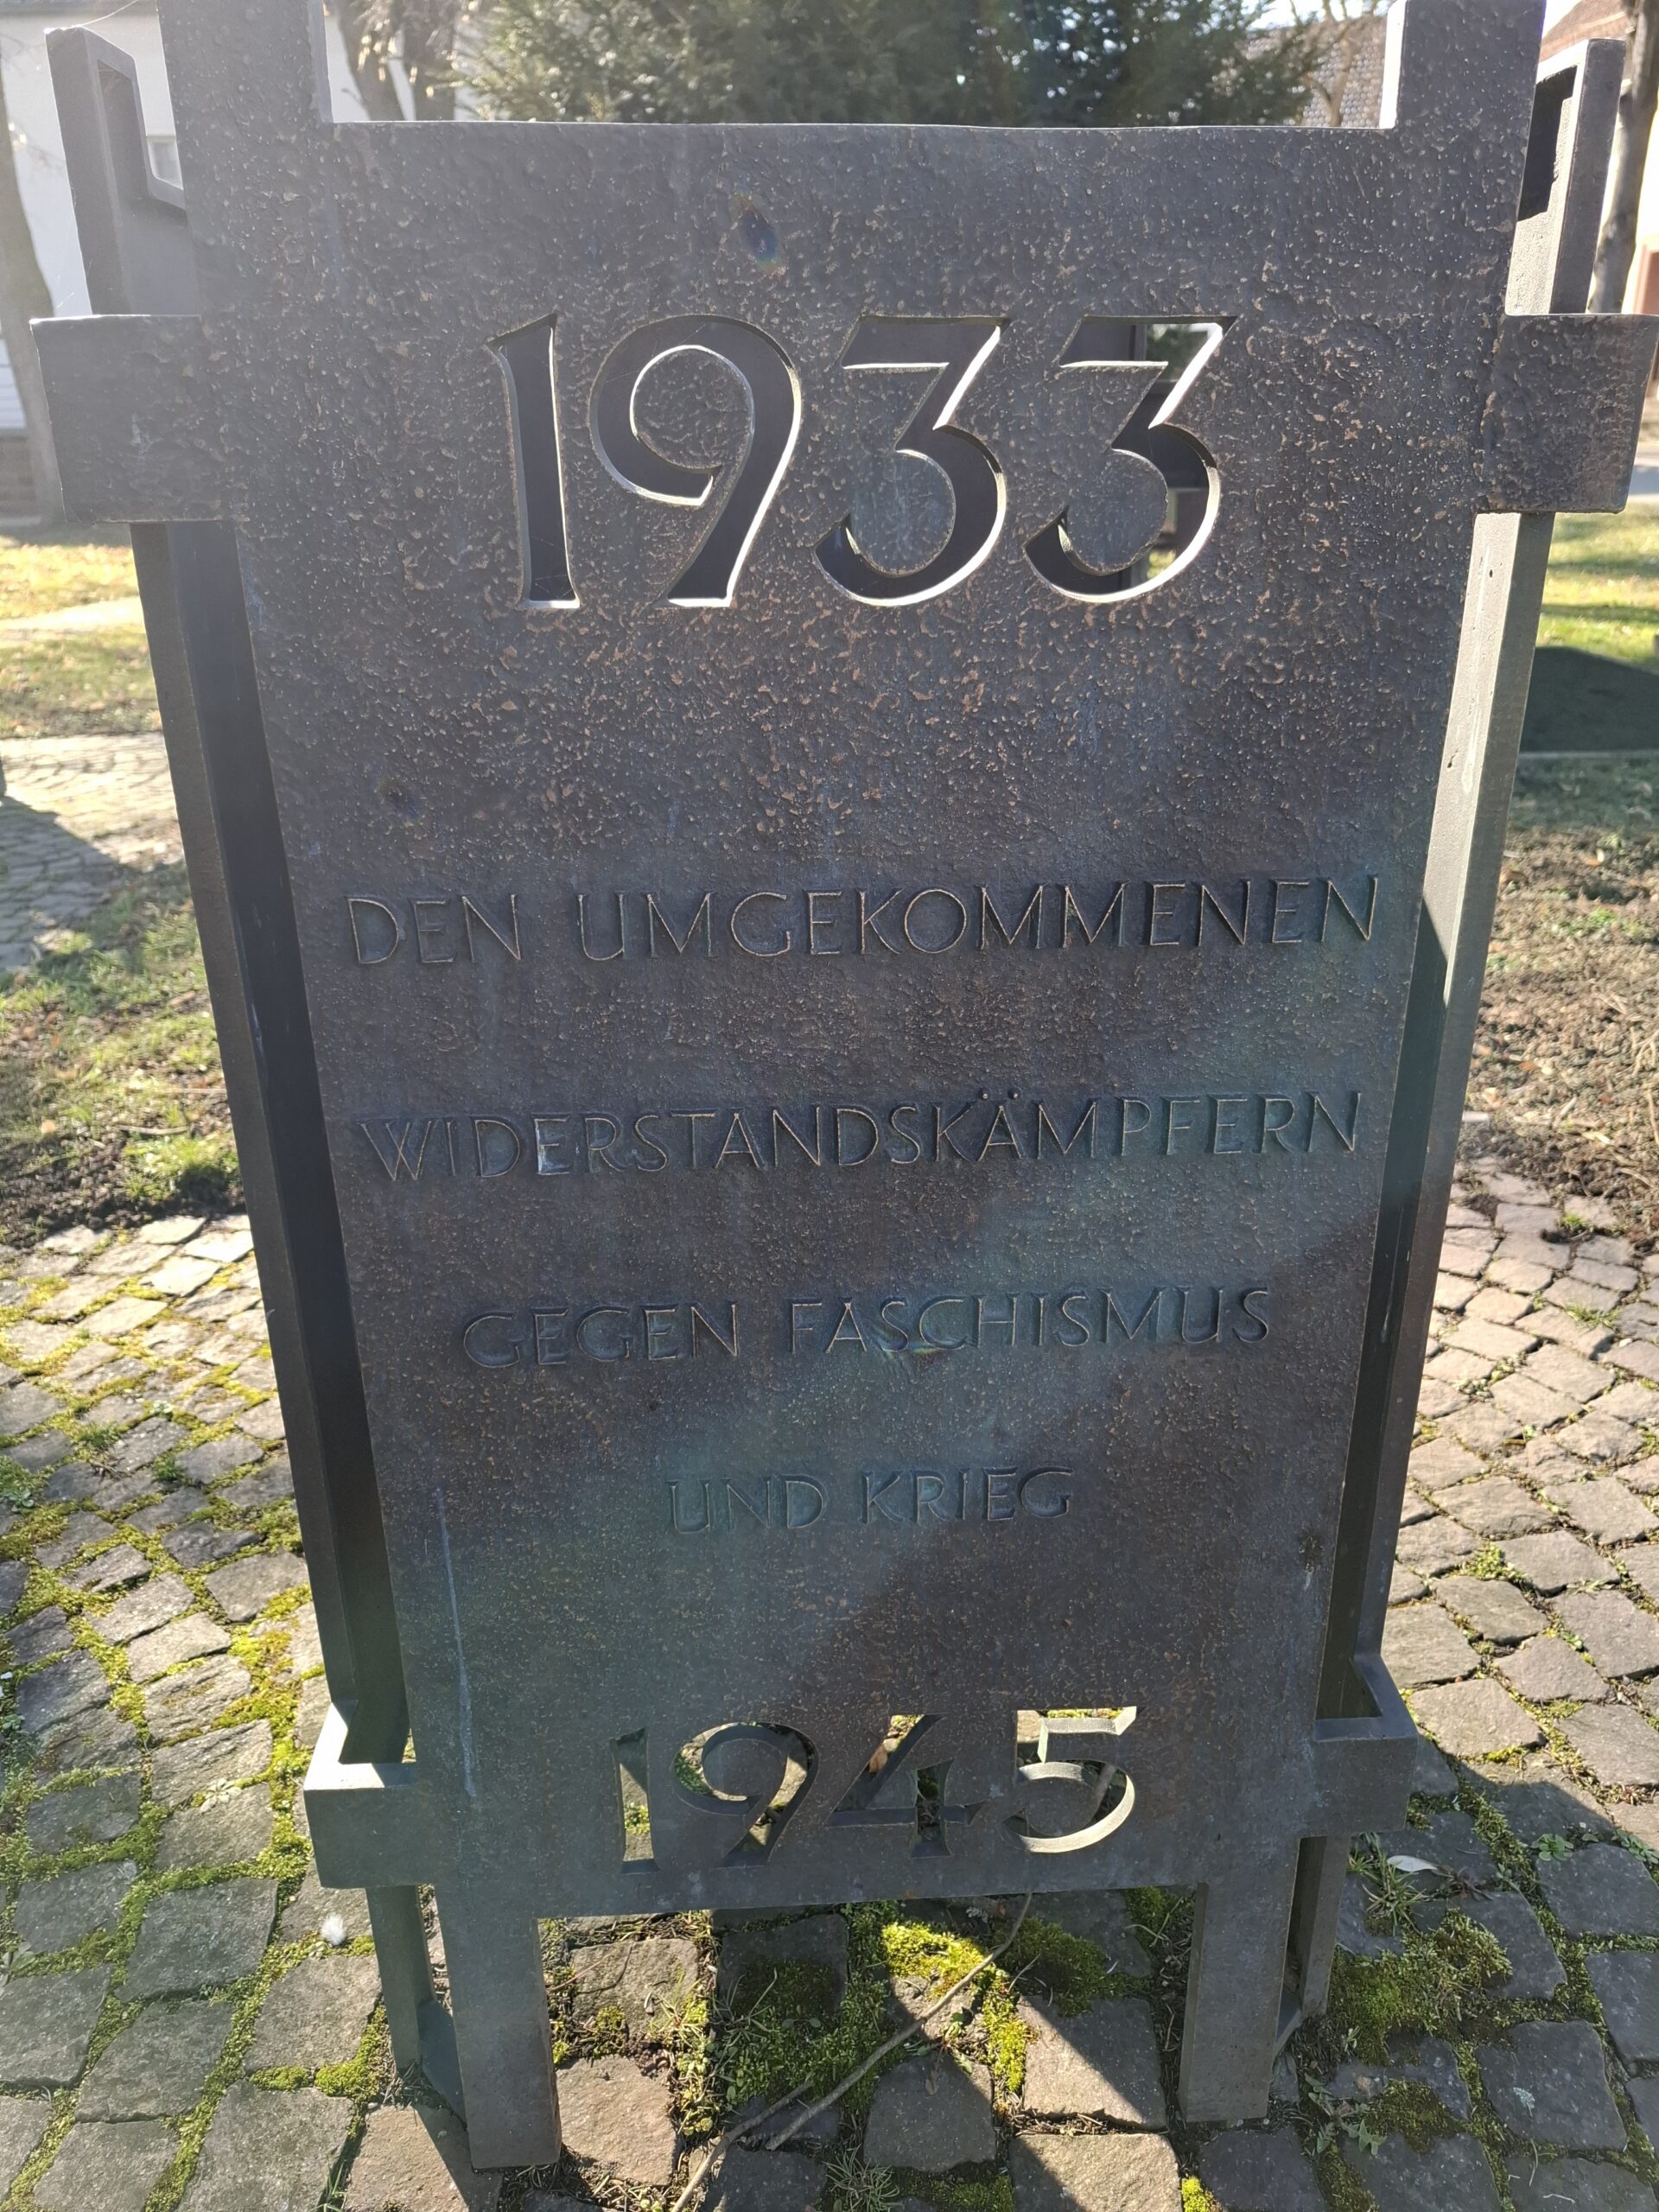 1933
DEN UMGEKOMMENEN
WIDERSTANDSKÄMPFERN
GEGEN FASCHISMUS
UND KRIEG
1945